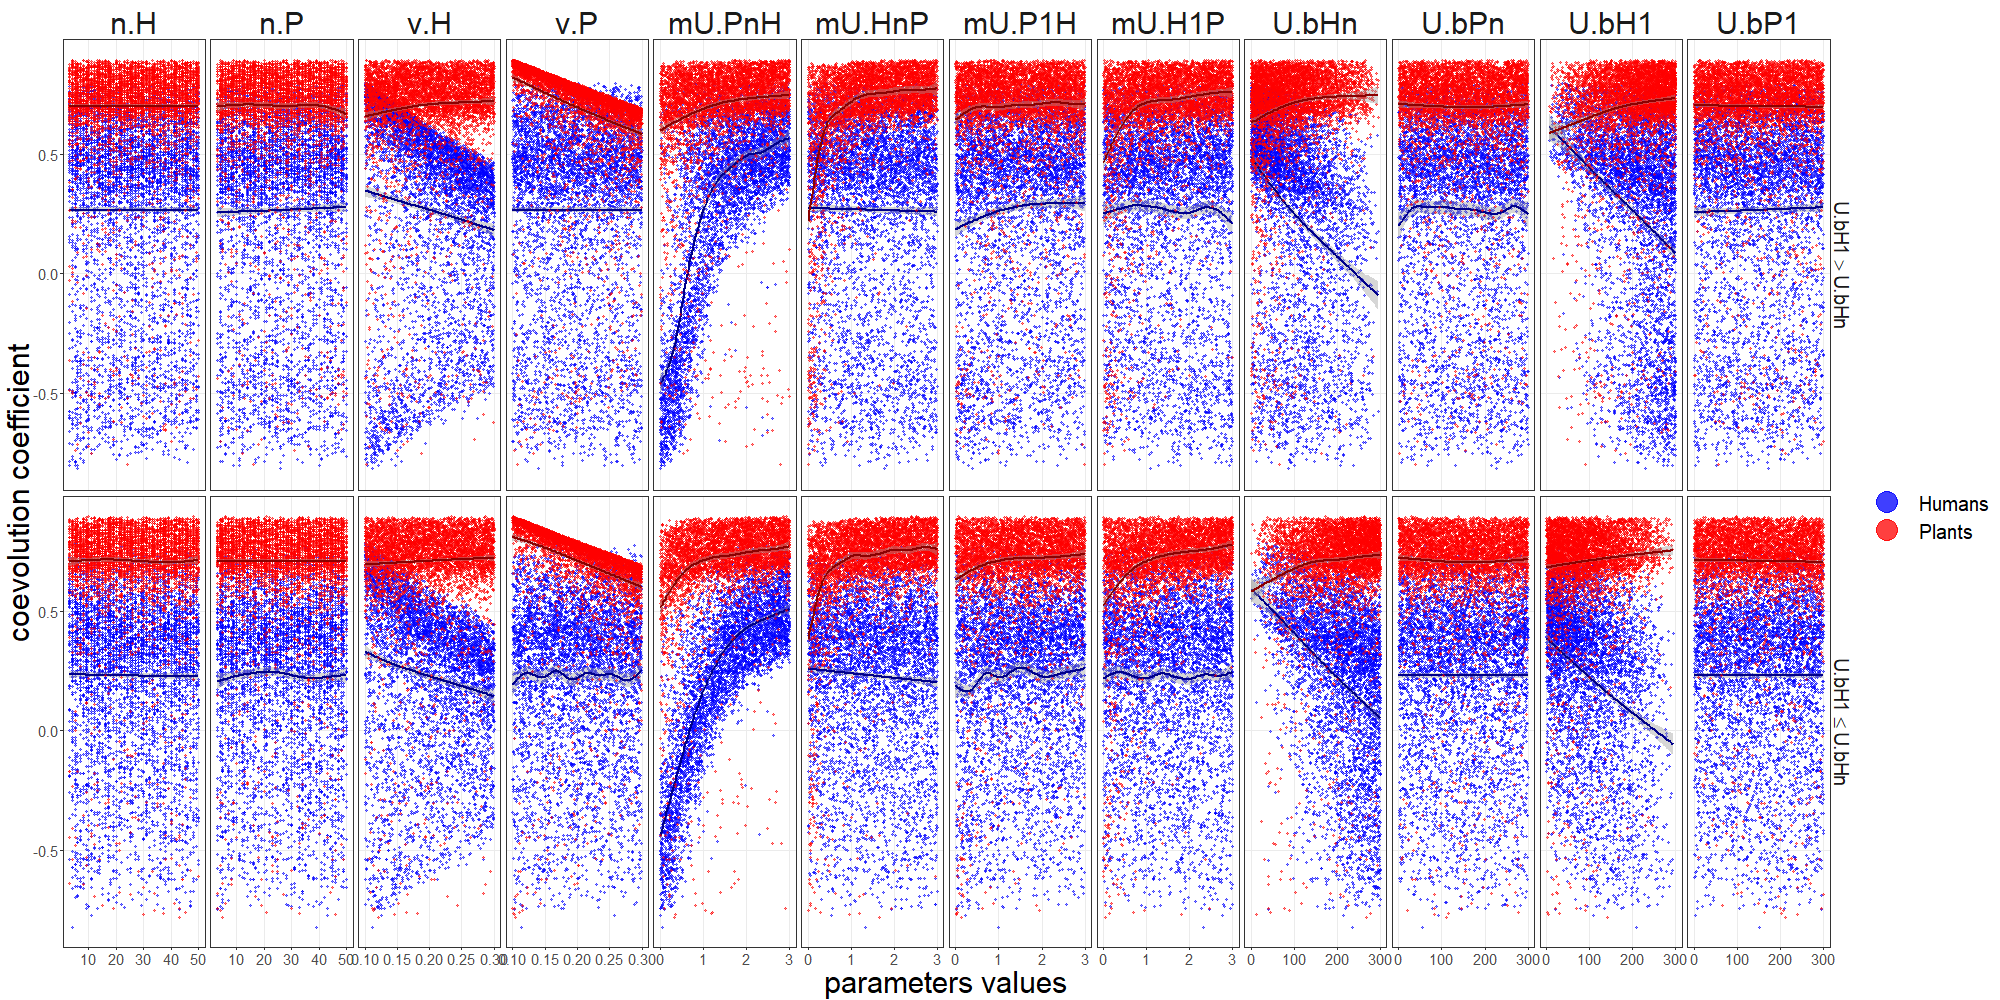 n.H n.P v.H v.P mU.PnH mU.HnP mU.P1H mU.H1P U.bHn U.bPn U.bH1 U.bP1
coevolution coefficient
0.5
0.0
-0.5
U.bH1 > U.bHn
0.5
0.0
-0.5
U.bH1 ≤ U.bHn
10 20 30 40 50 10 20 30 40 50 0.10 0.15 0.20 0.25 0.30 0.10 0.15 0.20 0.25 0.30 0 1 2 3 0 1 2 3 0 1 2 3 0 1 2 3 0 100 200 300 0 100 200 300 0 100 200 300 0 100 200 300
parameters values
Humans
Plants